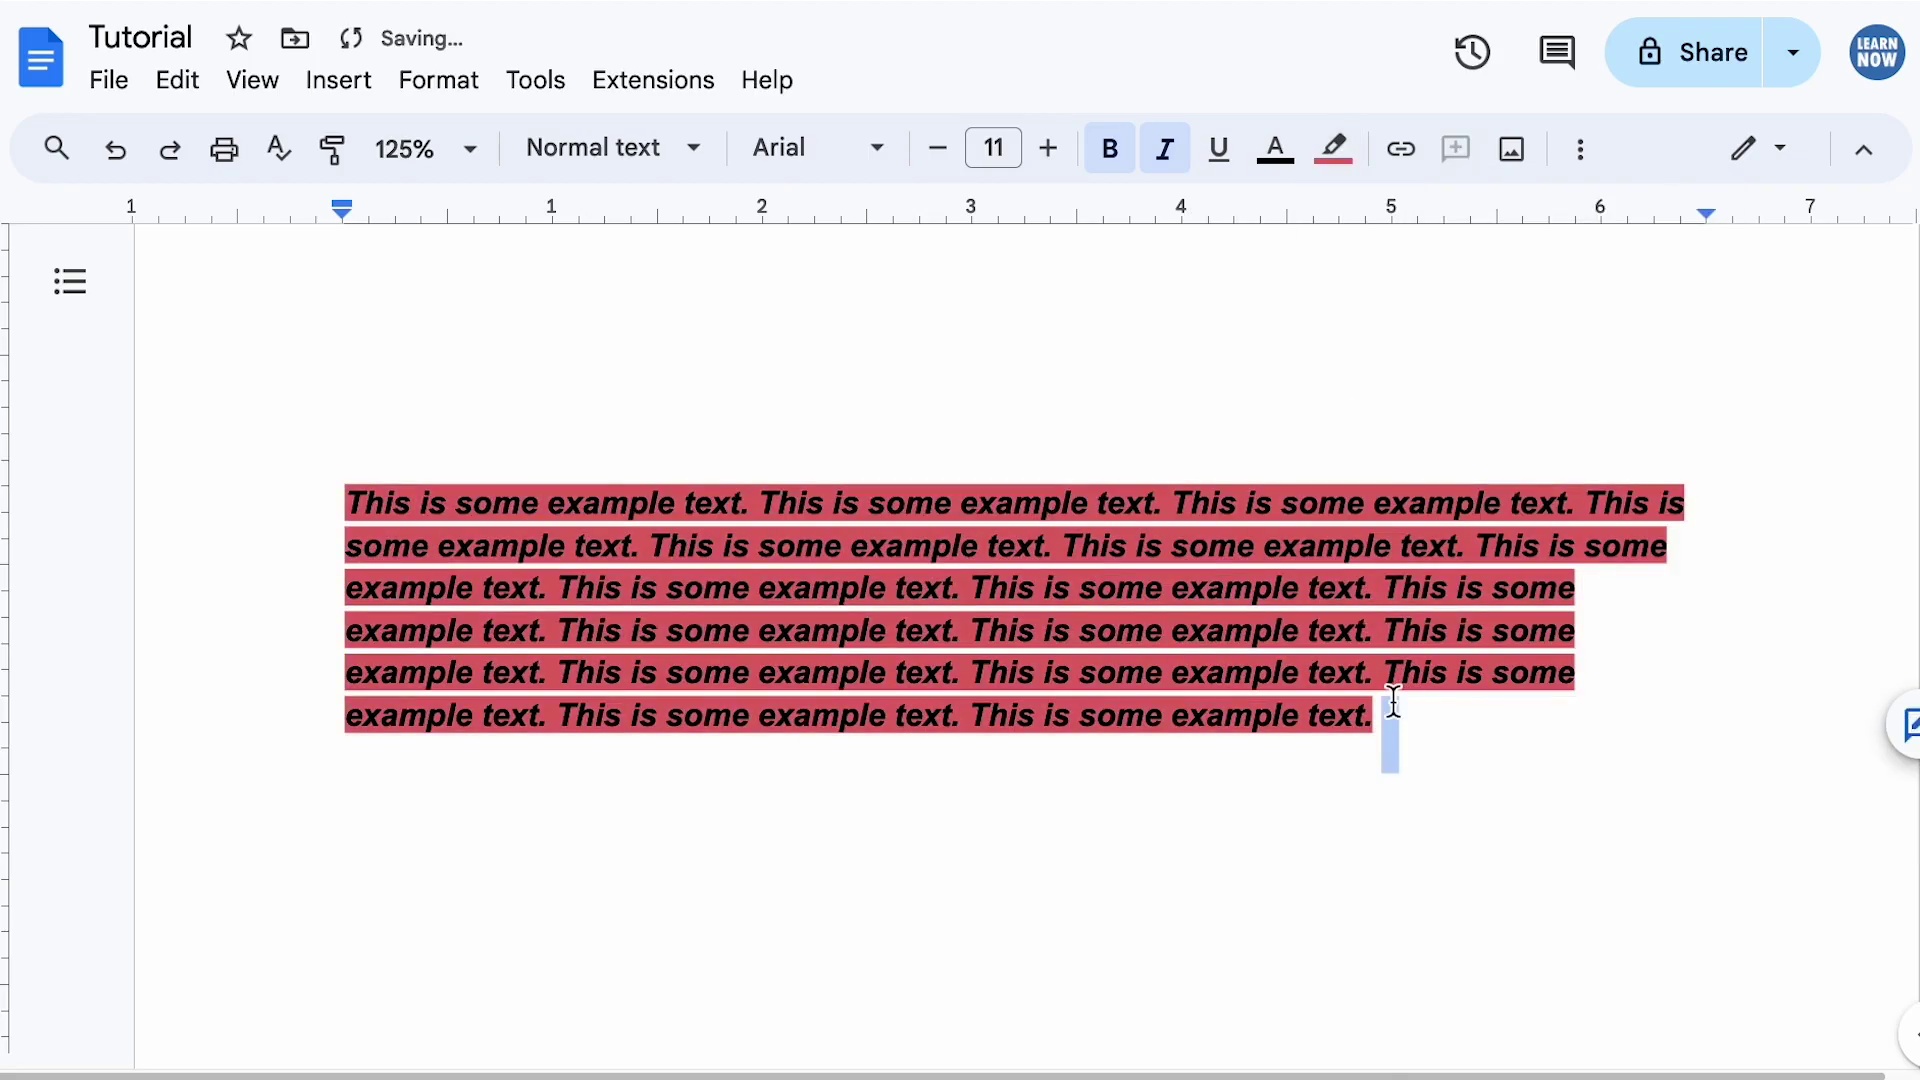 Tutorial Saving...
File Edit View Insert Format Tools Extensions Help
Share
LEARN
NOW
125% Normal text Arial 11 B I U A
1 1 2 3 4 5 6 7
This is some example text. This is some example text. This is some example text. This is
some example text. This is some example text. This is some example text. This is some
example text. This is some example text. This is some example text. This is some
example text. This is some example text. This is some example text. This is some
example text. This is some example text. This is some example text. This is some
example text. This is some example text. This is some example text.